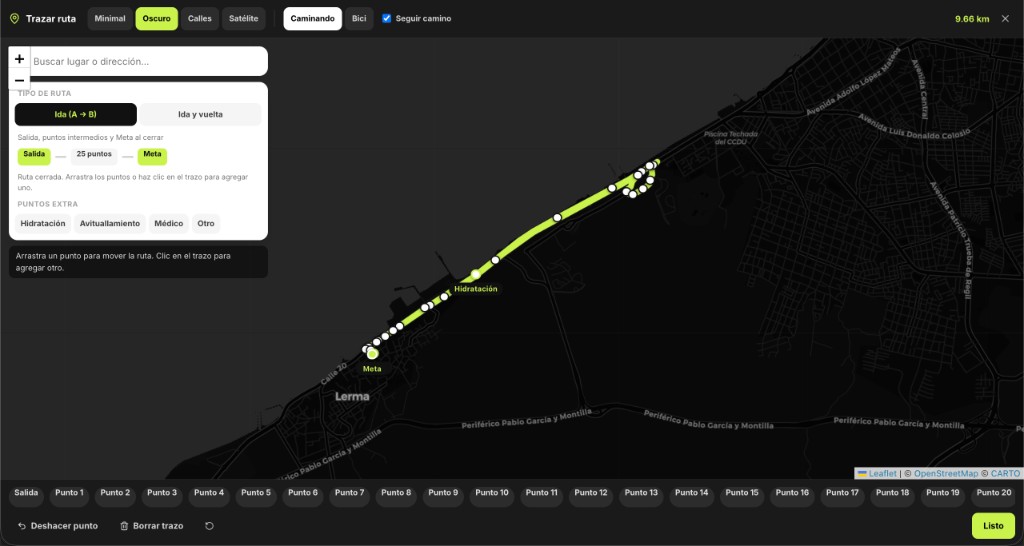 Trazar ruta
Minimal
Oscuro
Calles
Satélite
Caminando
Bici
Seguir camino
9.66 km
+
−
Buscar lugar o dirección...
TIPO DE RUTA
Ida (A → B)
Ida y vuelta
Salida, puntos intermedios y Meta al cerrar
Salida
25 puntos
Meta
Ruta cerrada. Arrastra los puntos o haz clic en el trazo para agregar
uno.
PUNTOS EXTRA
Hidratación
Avituallamiento
Médico
Otro
Arrastra un punto para mover la ruta. Clic en el trazo para
agregar otro.
Avenida Adolfo López Mateos
Avenida Central
Avenida Luis Donaldo Colosio
Piscina Techada
del CCDU
Avenida Patricio Trueba de Regil
Hidratación
Meta
Calle 20
Lerma
Periférico Pablo García y Montilla
Periférico Pablo García y Montilla
Periférico Pablo García y Montilla
férico Pablo García y Montilla
Leaflet | © OpenStreetMap © CARTO
Salida
Punto 1
Punto 2
Punto 3
Punto 4
Punto 5
Punto 6
Punto 7
Punto 8
Punto 9
Punto 10
Punto 11
Punto 12
Punto 13
Punto 14
Punto 15
Punto 16
Punto 17
Punto 18
Punto 19
Punto 20
Deshacer punto
Borrar trazo
Listo